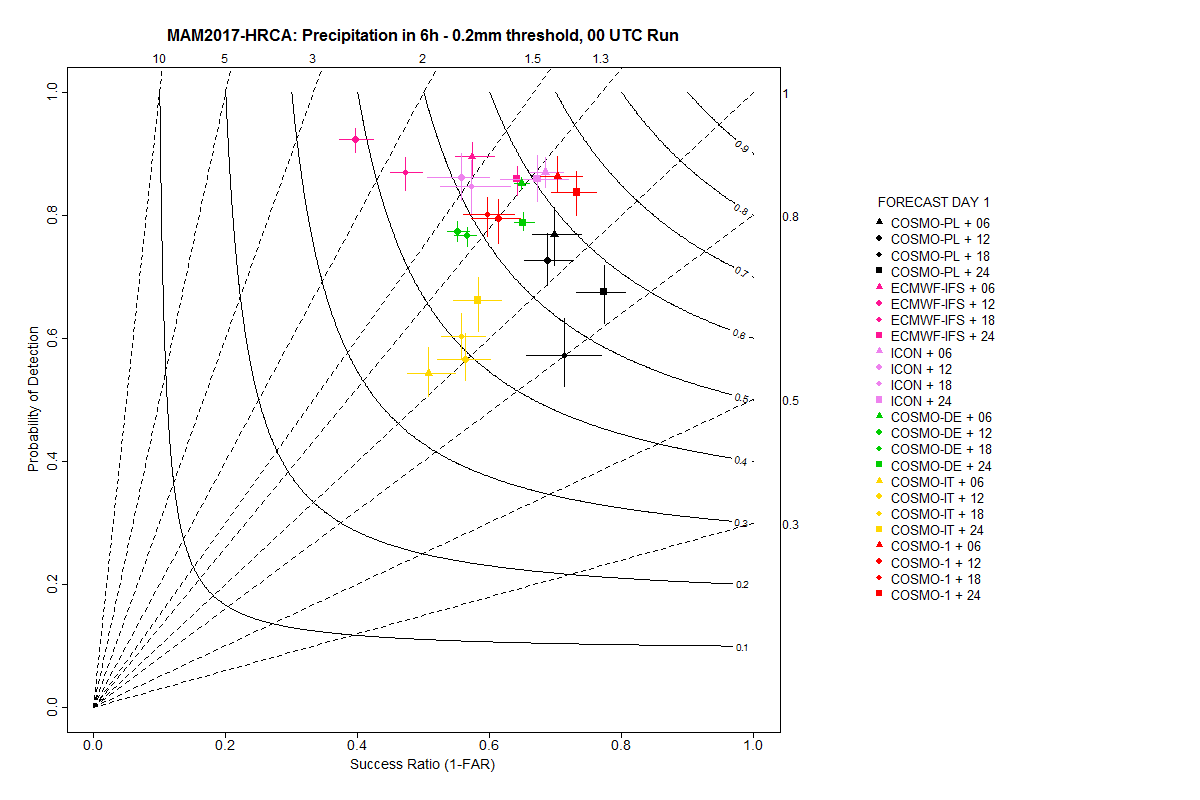 MAM2017-HRCA: Precipitation in 6h - 0.2mm threshold, 00 UTC Run
10 5 3 2 1.5 1.3
1
0.8
0.5
0.3
0.9
0.8
0.7
0.6
0.5
0.4
0.3
0.2
0.1
1.0
0.8
0.6
0.4
0.2
0.0
Probability of Detection
0.0 0.2 0.4 0.6 0.8 1.0
Success Ratio (1-FAR)
FORECAST DAY 1
COSMO-PL + 06
COSMO-PL + 12
COSMO-PL + 18
COSMO-PL + 24
ECMWF-IFS + 06
ECMWF-IFS + 12
ECMWF-IFS + 18
ECMWF-IFS + 24
ICON + 06
ICON + 12
ICON + 18
ICON + 24
COSMO-DE + 06
COSMO-DE + 12
COSMO-DE + 18
COSMO-DE + 24
COSMO-IT + 06
COSMO-IT + 12
COSMO-IT + 18
COSMO-IT + 24
COSMO-1 + 06
COSMO-1 + 12
COSMO-1 + 18
COSMO-1 + 24